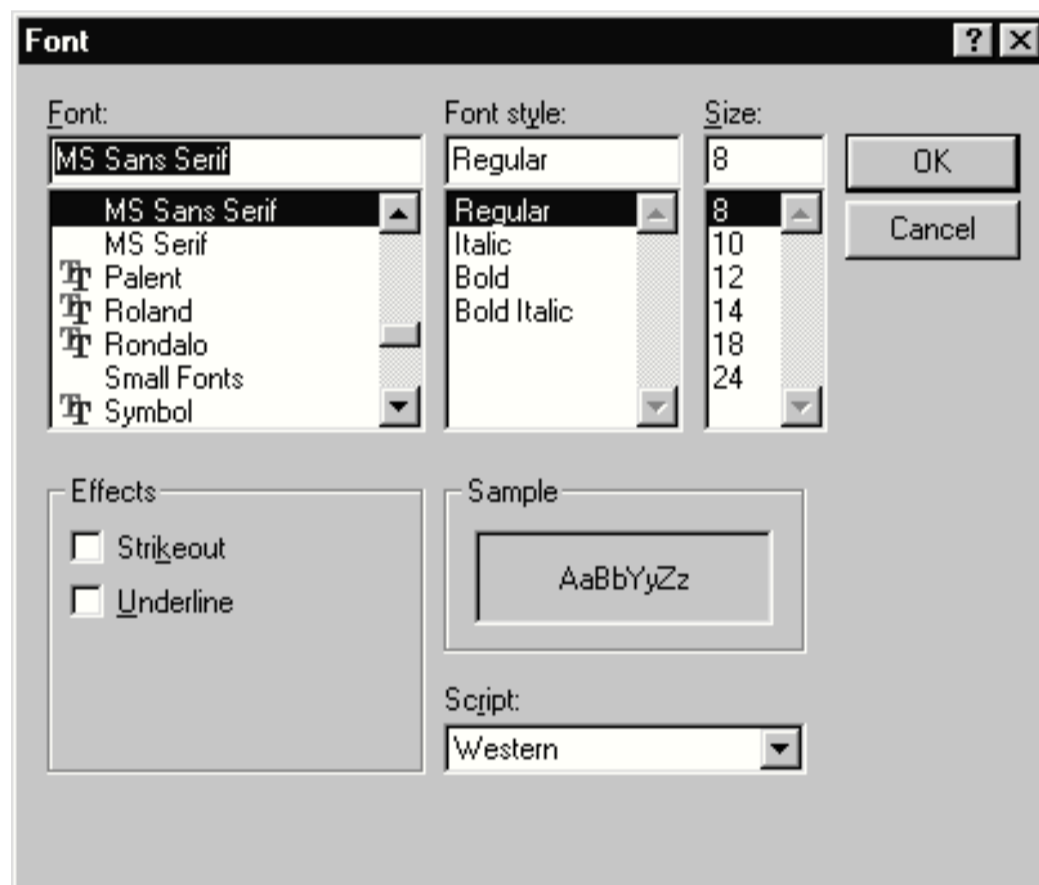 Font
Font: Font style: Size:
MS Sans Serif Regular 8 OK
MS Sans Serif Regular 8 Cancel
MS Serif Italic 10
Palent Bold 12
Roland Bold Italic 14
Rondalo 18
Small Fonts 24
Symbol
Effects Sample
Strikeout
AaBbYyZz
Underline
Script:
Western